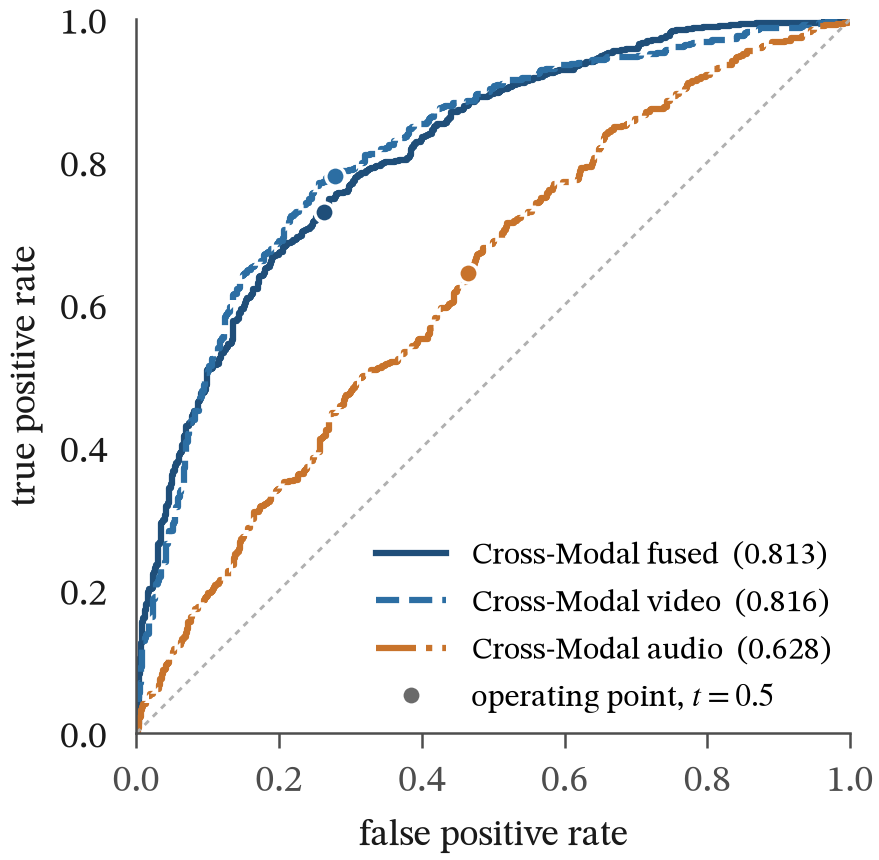 1.0
0.8
0.6
0.4
0.2
0.0
true positive rate
Cross-Modal fused (0.813)
Cross-Modal video (0.816)
Cross-Modal audio (0.628)
operating point, t = 0.5
0.0 0.2 0.4 0.6 0.8 1.0
false positive rate